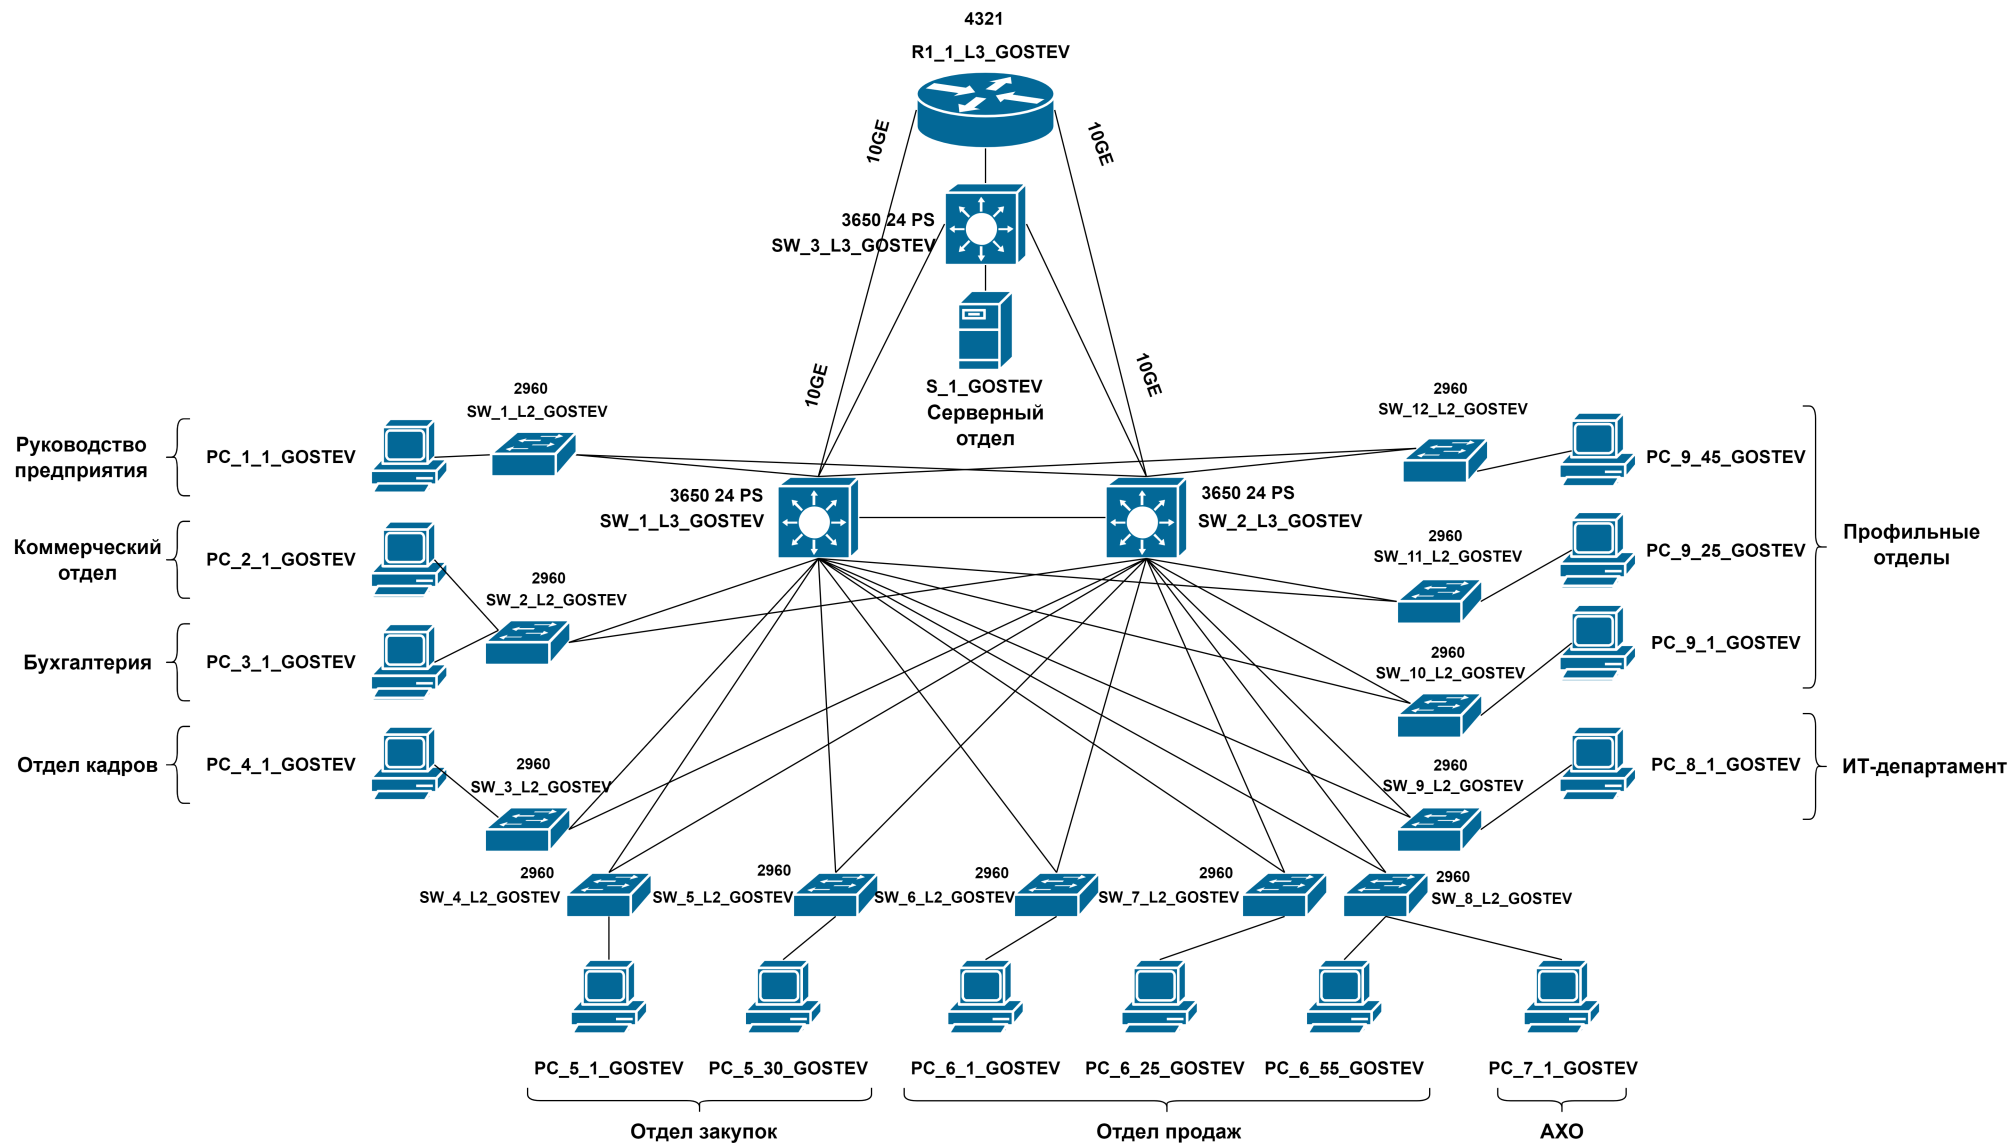 4321
R1_1_L3_GOSTEV
10GE
10GE
3650 24 PS
SW_3_L3_GOSTEV
10GE
10GE
S_1_GOSTEV
Серверный
отдел
2960
SW_1_L2_GOSTEV
2960
SW_12_L2_GOSTEV
Руководство
предприятия
PC_1_1_GOSTEV
PC_9_45_GOSTEV
3650 24 PS
SW_1_L3_GOSTEV
3650 24 PS
SW_2_L3_GOSTEV
Коммерческий
отдел
PC_2_1_GOSTEV
2960
SW_11_L2_GOSTEV
PC_9_25_GOSTEV
Профильные
отделы
2960
SW_2_L2_GOSTEV
Бухгалтерия
PC_3_1_GOSTEV
2960
SW_10_L2_GOSTEV
PC_9_1_GOSTEV
Отдел кадров
PC_4_1_GOSTEV
2960
SW_3_L2_GOSTEV
2960
SW_9_L2_GOSTEV
PC_8_1_GOSTEV
ИТ-департамент
2960
SW_4_L2_GOSTEV
2960
SW_5_L2_GOSTEV
2960
SW_6_L2_GOSTEV
2960
SW_7_L2_GOSTEV
2960
SW_8_L2_GOSTEV
PC_5_1_GOSTEV
PC_5_30_GOSTEV
PC_6_1_GOSTEV
PC_6_25_GOSTEV
PC_6_55_GOSTEV
PC_7_1_GOSTEV
Отдел закупок
Отдел продаж
АХО